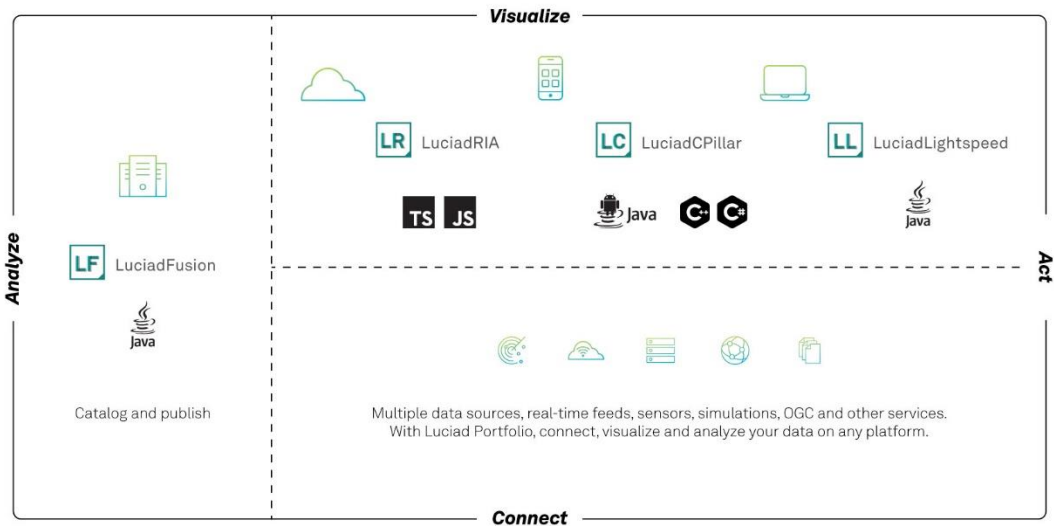 Visualize
LR LuciadRIA
LC LuciadCPillar
LL LuciadLightspeed
TS JS
Java
C++ C#
Java
Analyze
LF LuciadFusion
Java
Catalog and publish
Act
Multiple data sources, real-time feeds, sensors, simulations, OGC and other services.
With Luciad Portfolio, connect, visualize and analyze your data on any platform.
Connect